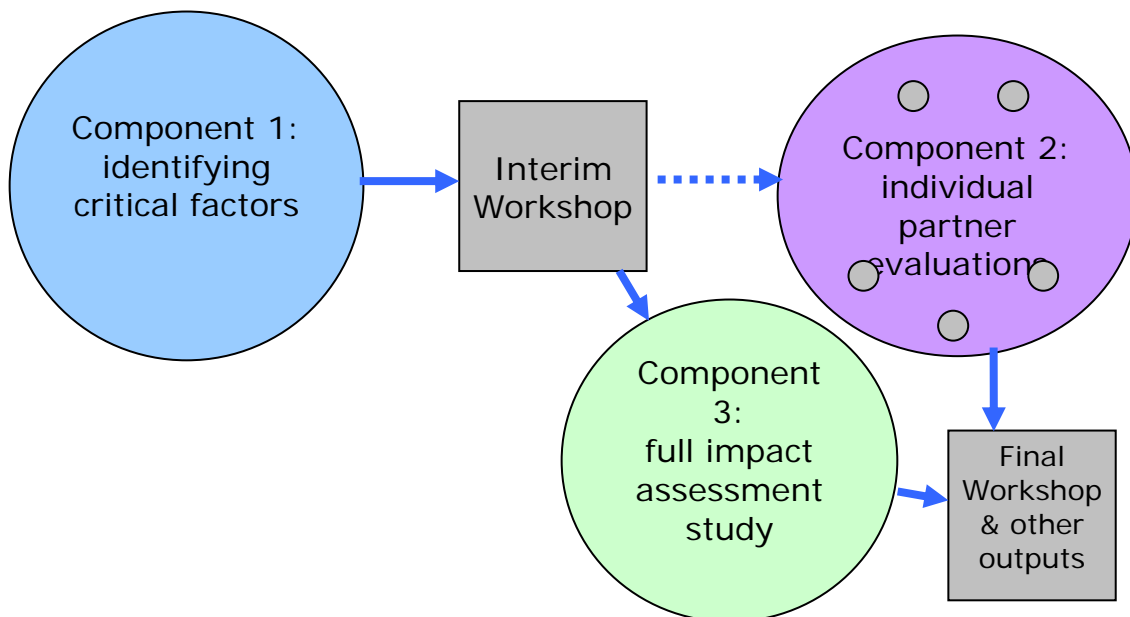 Component 1:
identifying
critical factors
Interim
Workshop
Component 2:
individual
partner
evaluations
Component
3:
full impact
assessment
study
Final
Workshop
& other
outputs